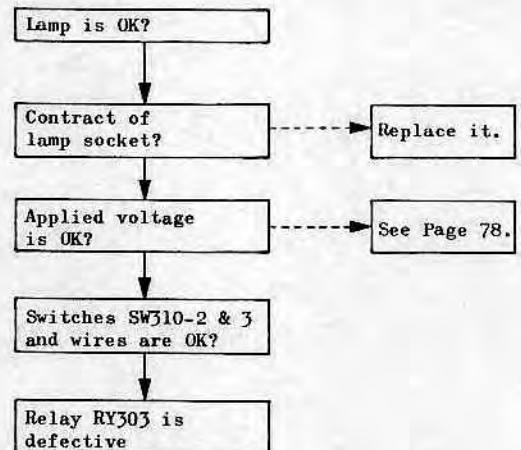 Lamp is OK?
Contract of
lamp socket?
Replace it.
Applied voltage
is OK?
See Page 78.
Switches SW310-2 & 3
and wires are OK?
Relay RY303 is
defective